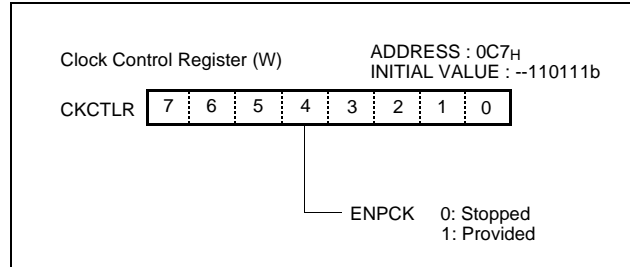 Clock Control Register (W)
ADDRESS : 0C7H
INITIAL VALUE : --110111b
CKCTLR 7 6 5 4 3 2 1 0
ENPCK 0: Stopped
1: Provided